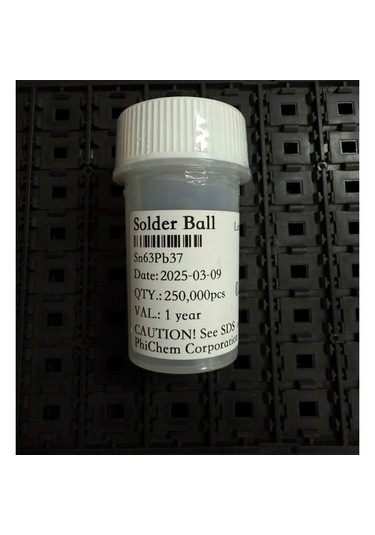 Solder Ball
Sn63Pb37
Date: 2025-03-09
QTY.: 250,000pcs
VAL.: 1 year
CAUTION! See SDS
PhiChem Corporation